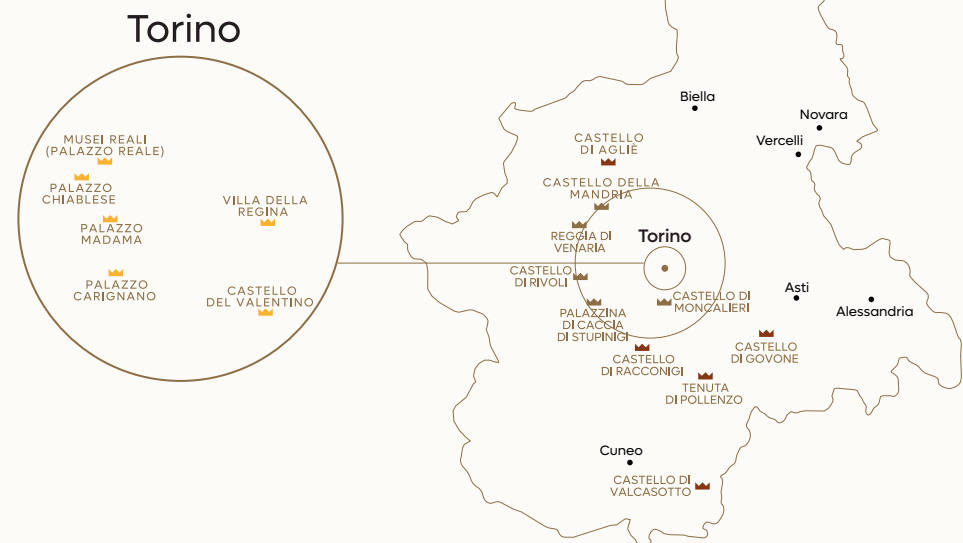 Torino
MUSEI REALI
(PALAZZO REALE)
PALAZZO
CHIABLESE
PALAZZO
MADAMA
PALAZZO
CARIGNANO
VILLA DELLA
REGINA
CASTELLO
DEL VALENTINO
Biella
Novara
Vercelli
CASTELLO
DI AGLIÈ
CASTELLO DELLA
MANDRIA
REGGIA DI
VENARIA
Torino
CASTELLO
DI RIVOLI
CASTELLO DI
MONCALIERI
PALAZZINA
DI CACCIA
DI STUPINIGI
Asti
Alessandria
CASTELLO
DI RACCONIGI
CASTELLO
DI GOVONE
TENUTA
DI POLLENZO
Cuneo
CASTELLO DI
VALCASOTTO